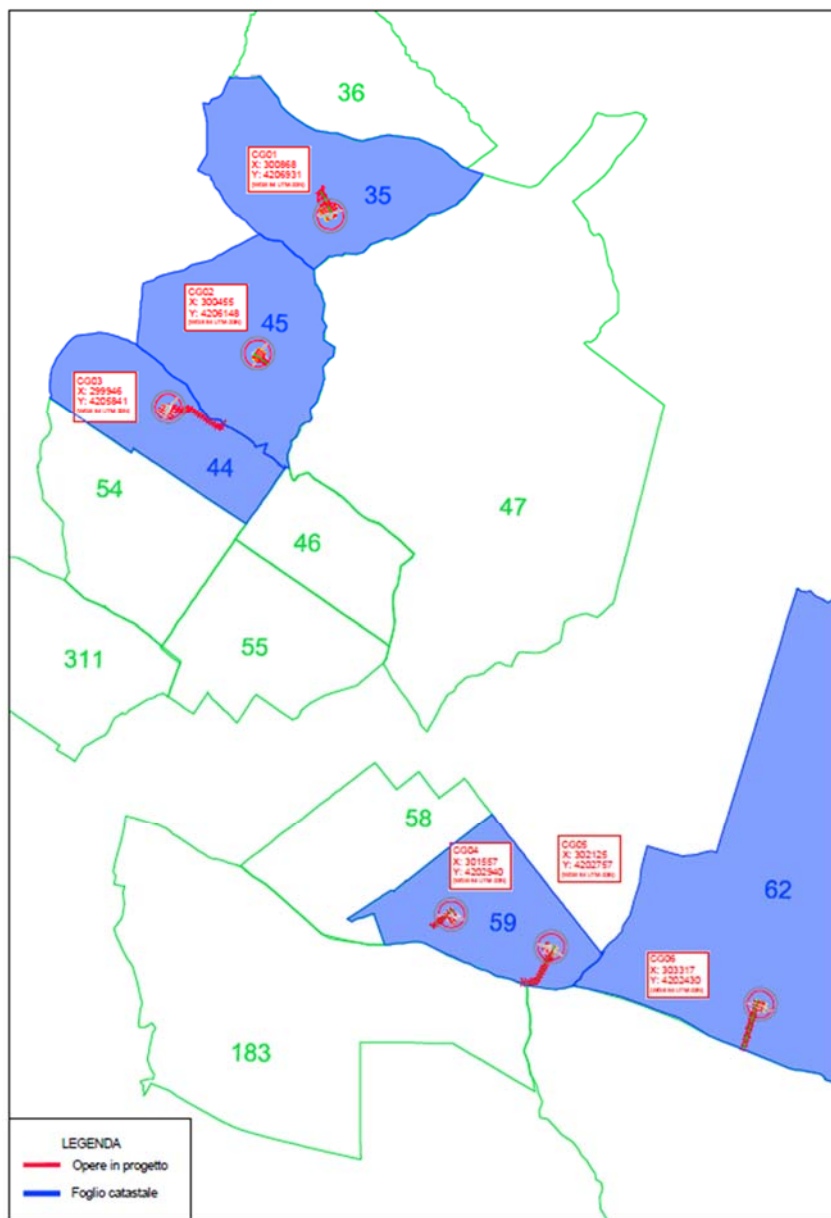 36
CG01
X: 300868
Y: 4206931
35
CG02
X: 300455
Y: 4206148
45
CG03
X: 299946
Y: 4205841
44
54
47
46
55
311
58
CG04
X: 301557
Y: 4202940
CG05
X: 302125
Y: 4202757
59
62
CG06
X: 303317
Y: 4202430
183
LEGENDA
Opere in progetto
Foglio catastale